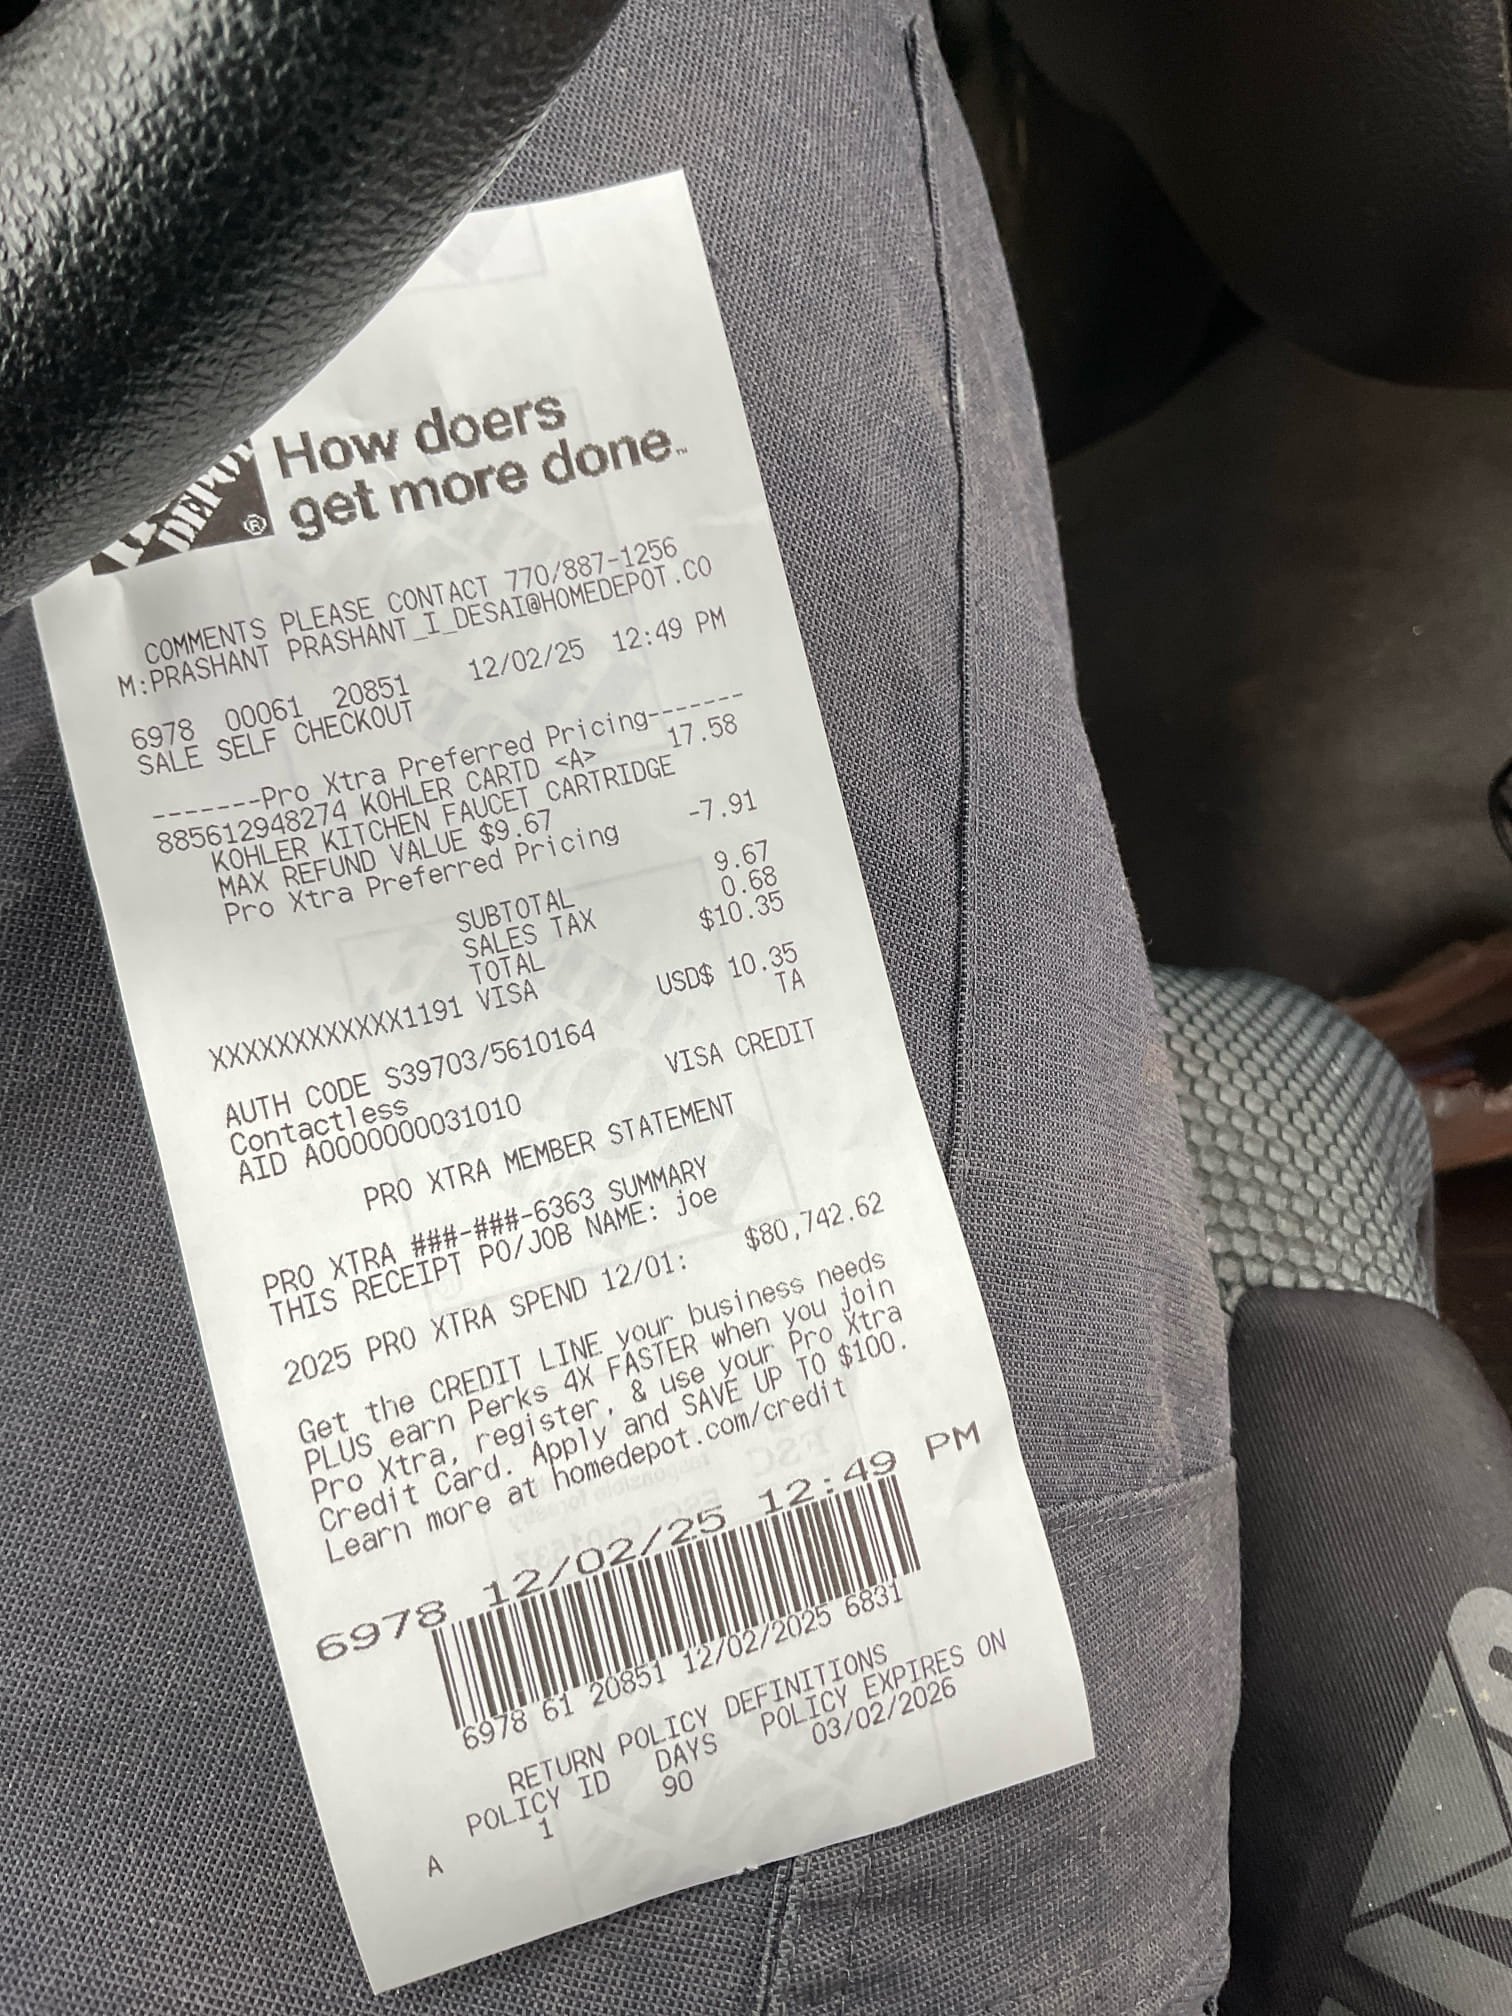 DEPOT
®
How doers
get more done.™
COMMENTS PLEASE CONTACT 770/887-1256
M:PRASHANT PRASHANT_I_DESAI@HOMEDEPOT.CO
6978 00061 20851 12/02/25 12:49 PM
SALE SELF CHECKOUT
-------Pro Xtra Preferred Pricing-------
885612948274 KOHLER CARTD <A> 17.58
KOHLER KITCHEN FAUCET CARTRIDGE
MAX REFUND VALUE $9.67
Pro Xtra Preferred Pricing -7.91
SUBTOTAL 9.67
SALES TAX 0.68
TOTAL $10.35
XXXXXXXXXXXX1191 VISA
USD$ 10.35
AUTH CODE S39703/5610164 TA
Contactless
AID A0000000031010 VISA CREDIT
PRO XTRA MEMBER STATEMENT
PRO XTRA ###-###-6363 SUMMARY
THIS RECEIPT PO/JOB NAME: joe
2025 PRO XTRA SPEND 12/01: $80,742.62
Get the CREDIT LINE your business needs
PLUS earn Perks 4X FASTER when you join
Pro Xtra, register, & use your Pro Xtra
Credit Card. Apply and SAVE UP TO $100.
Learn more at homedepot.com/credit
6978 12/02/25 12:49 PM
6978 61 20851 12/02/2025 6831
RETURN POLICY DEFINITIONS
POLICY ID DAYS POLICY EXPIRES ON
A 1 90 03/02/2026